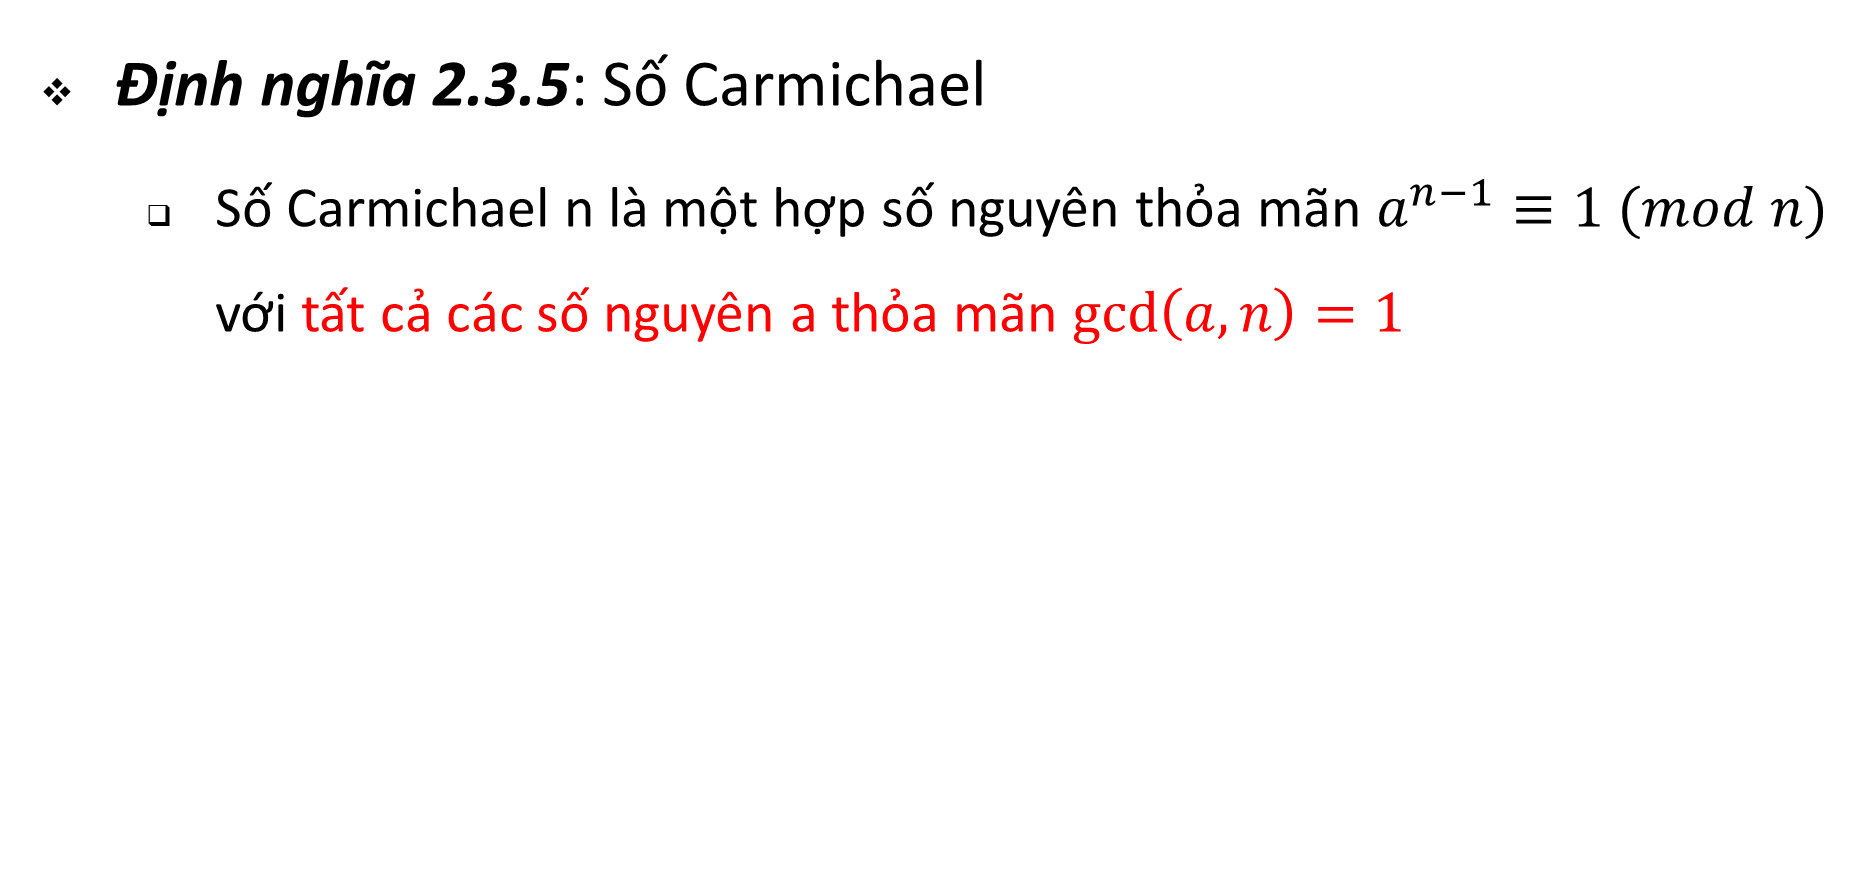 ❖ Định nghĩa 2.3.5: Số Carmichael
❑ Số Carmichael n là một hợp số nguyên thỏa mãn $a^{n-1} \equiv 1 \ (mod \ n)$
với tất cả các số nguyên a thỏa mãn $\gcd(a, n) = 1$